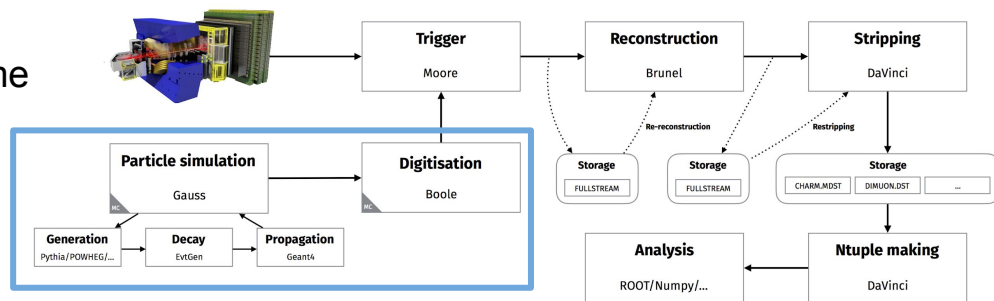 ne
Trigger
Moore
Reconstruction
Brunel
Stripping
DaVinci
Re-reconstruction
Restripping
Particle simulation
Gauss
MC
Digitisation
Boole
MC
Storage
FULLSTREAM
Storage
FULLSTREAM
Storage
CHARM.MDST
DIMUON.DST
...
Generation
Pythia/POWHEG/...
Decay
EvtGen
Propagation
Geant4
Analysis
ROOT/Numpy/...
Ntuple making
DaVinci